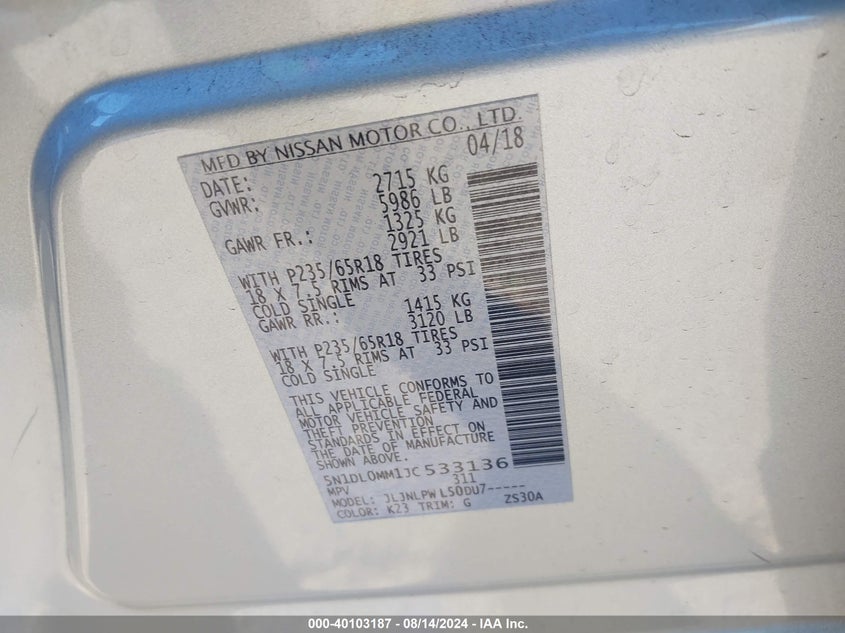 MFD BY NISSAN MOTOR CO., LTD.
DATE: 04/18
GVWR: 2715 KG
5986 LB
GAWR FR.: 1325 KG
2921 LB
WITH P235/65R18 TIRES
18 X 7.5 RIMS AT 33 PSI
COLD SINGLE
GAWR RR.: 1415 KG
3120 LB
WITH P235/65R18 TIRES
18 X 7.5 RIMS AT 33 PSI
COLD SINGLE
THIS VEHICLE CONFORMS TO
ALL APPLICABLE FEDERAL
MOTOR VEHICLE SAFETY AND
THEFT PREVENTION
STANDARDS IN EFFECT ON
THE DATE OF MANUFACTURE
SHOWN ABOVE.
5N1DL0MM1JC533136
MPV 311
MODEL: JLJNLPWL50DU7-----
COLOR: K23 TRIM: G ZS30A
000-40103187 - 08/14/2024 - IAA Inc.